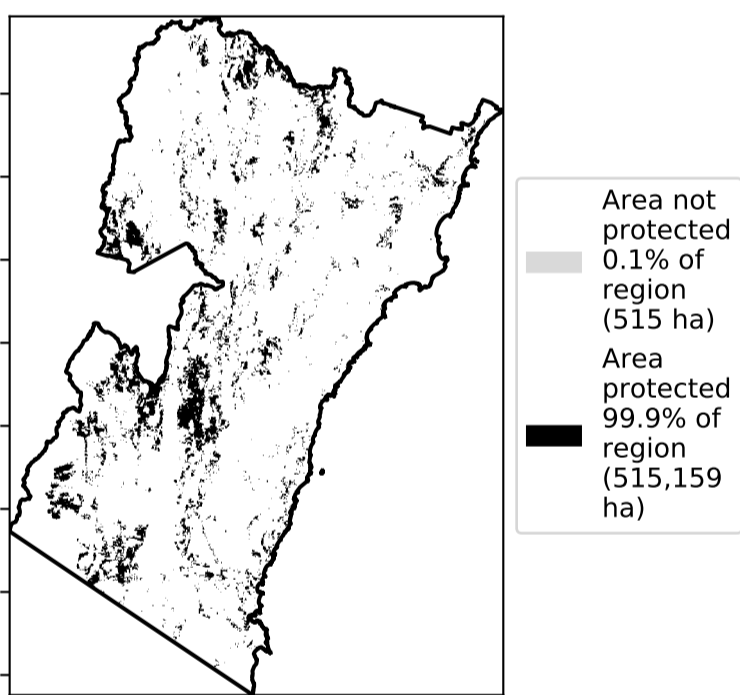 Area not
protected
0.1% of
region
(515 ha)
Area
protected
99.9% of
region
(515,159
ha)